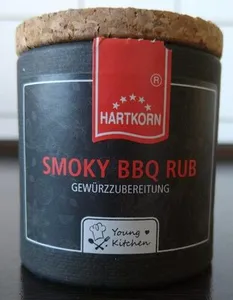 ®
HARTKORN
SMOKY BBQ RUB
GEWÜRZZUBEREITUNG
Young
Kitchen